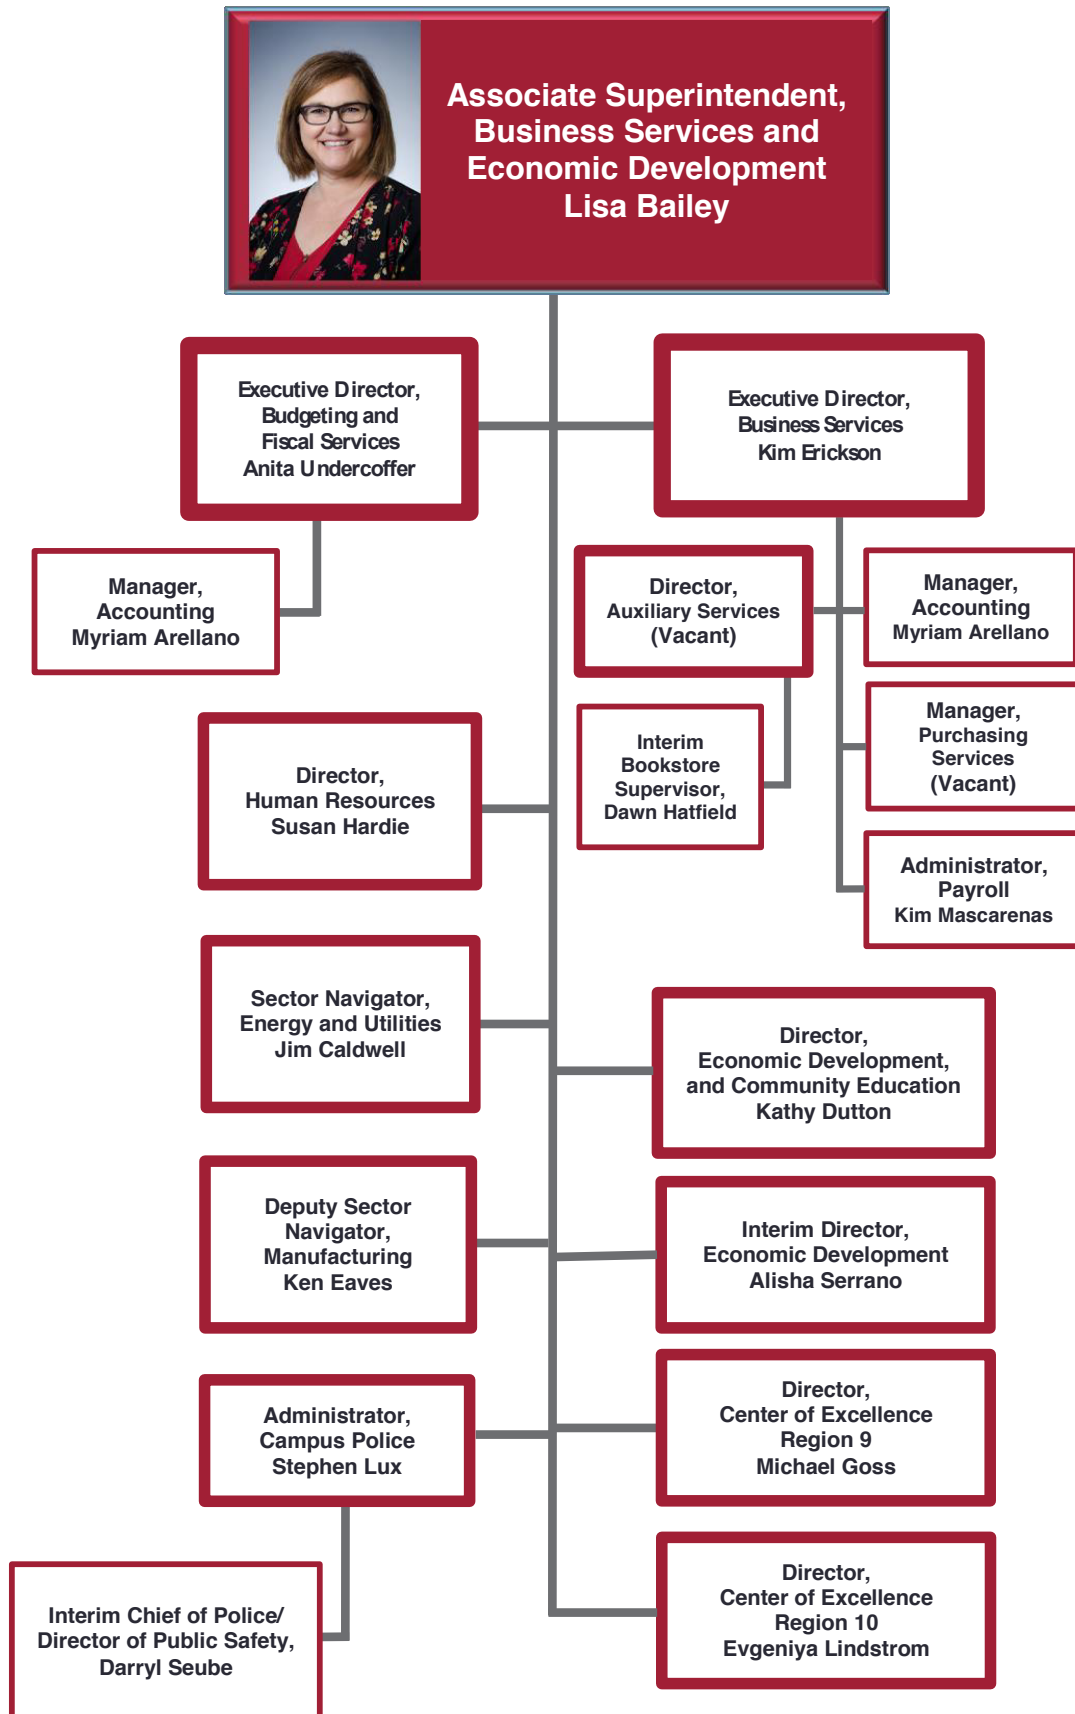 Associate Superintendent,
Business Services and
Economic Development
Lisa Bailey
Executive Director,
Budgeting and
Fiscal Services
Anita Undercoffer
Executive Director,
Business Services
Kim Erickson
Manager,
Accounting
Myriam Arellano
Director,
Auxiliary Services
(Vacant)
Manager,
Accounting
Myriam Arellano
Interim
Bookstore
Supervisor,
Dawn Hatfield
Manager,
Purchasing
Services
(Vacant)
Administrator,
Payroll
Kim Mascarenas
Director,
Human Resources
Susan Hardie
Sector Navigator,
Energy and Utilities
Jim Caldwell
Director,
Economic Development,
and Community Education
Kathy Dutton
Deputy Sector
Navigator,
Manufacturing
Ken Eaves
Interim Director,
Economic Development
Alisha Serrano
Administrator,
Campus Police
Stephen Lux
Director,
Center of Excellence
Region 9
Michael Goss
Interim Chief of Police/
Director of Public Safety,
Darryl Seube
Director,
Center of Excellence
Region 10
Evgeniya Lindstrom